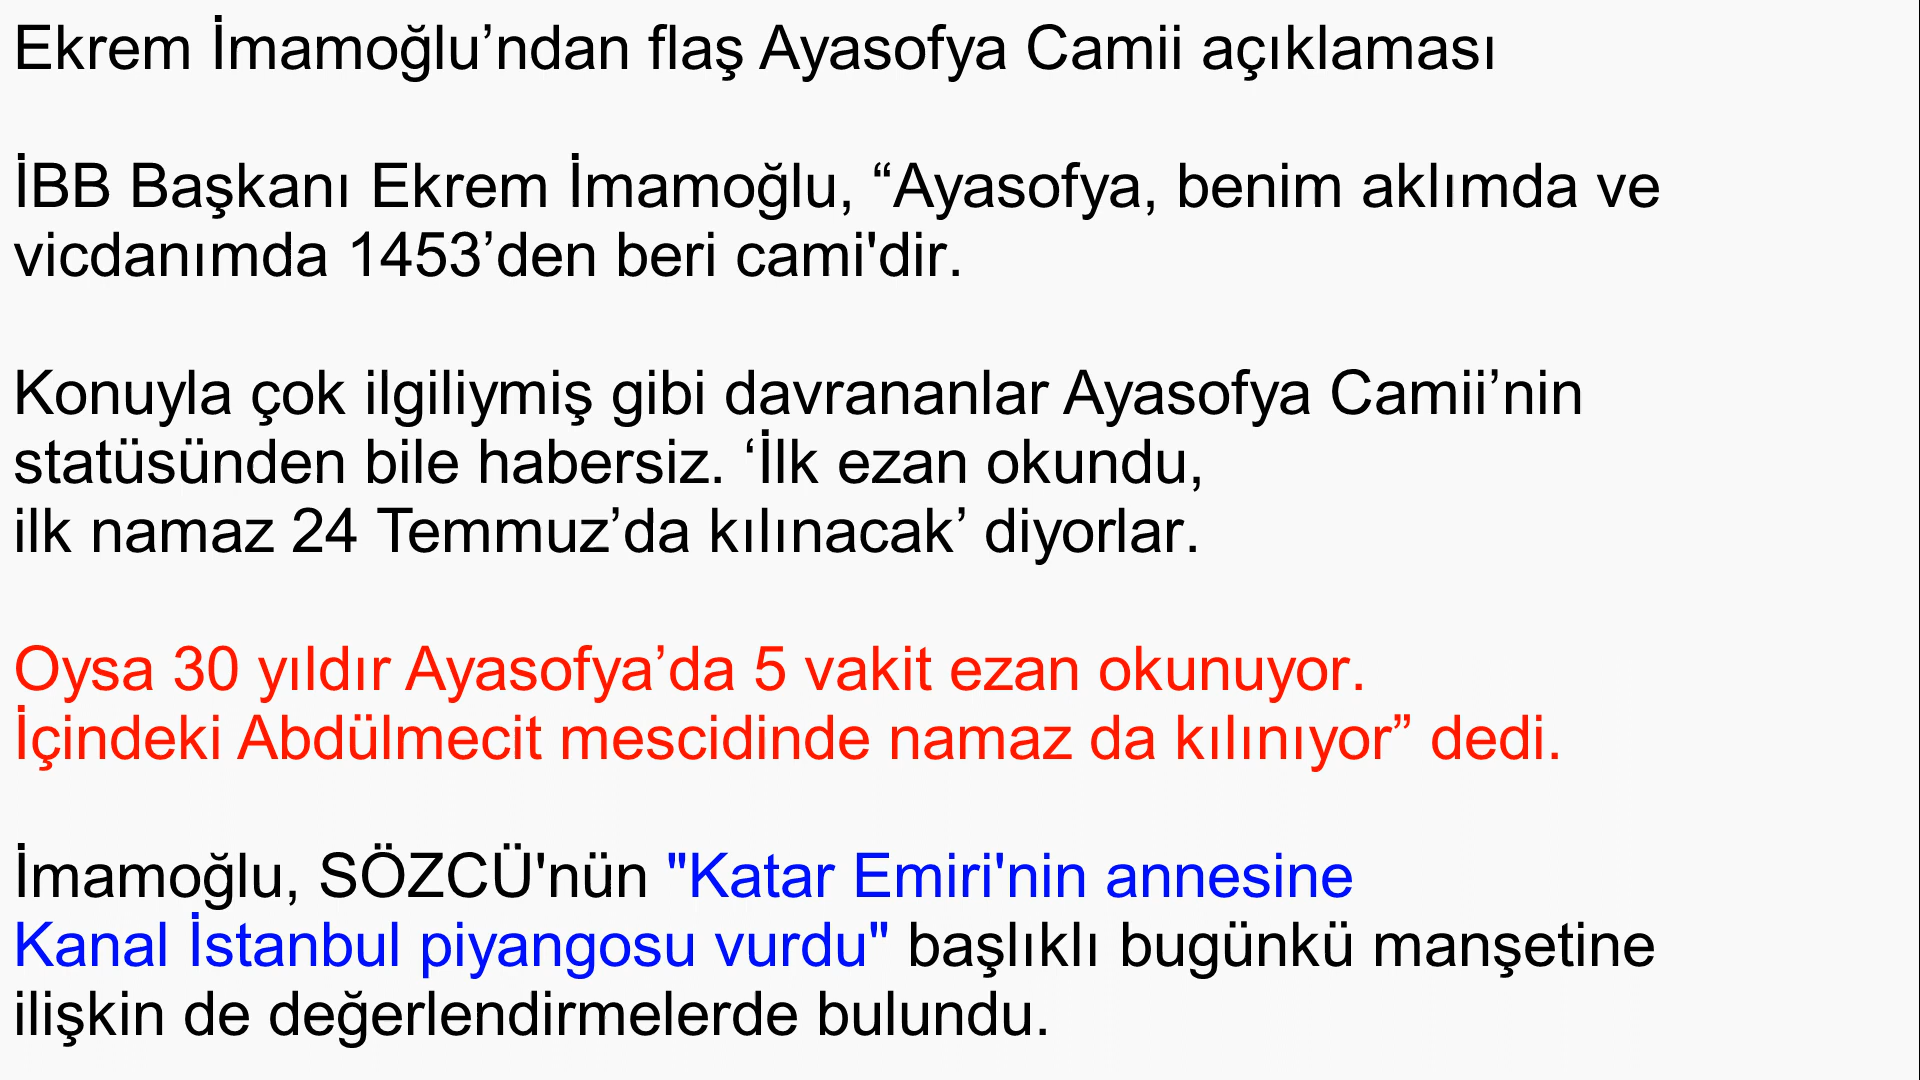 Ekrem İmamoğlu’ndan flaş Ayasofya Camii açıklaması
İBB Başkanı Ekrem İmamoğlu, “Ayasofya, benim aklımda ve
vicdanımda 1453’den beri cami'dir.
Konuyla çok ilgiliymiş gibi davrananlar Ayasofya Camii’nin
statüsünden bile habersiz. ‘İlk ezan okundu,
ilk namaz 24 Temmuz’da kılınacak’ diyorlar.
Oysa 30 yıldır Ayasofya’da 5 vakit ezan okunuyor.
İçindeki Abdülmecit mescidinde namaz da kılınıyor” dedi.
İmamoğlu, SÖZCÜ'nün "Katar Emiri'nin annesine
Kanal İstanbul piyangosu vurdu" başlıklı bugünkü manşetine
ilişkin de değerlendirmelerde bulundu.